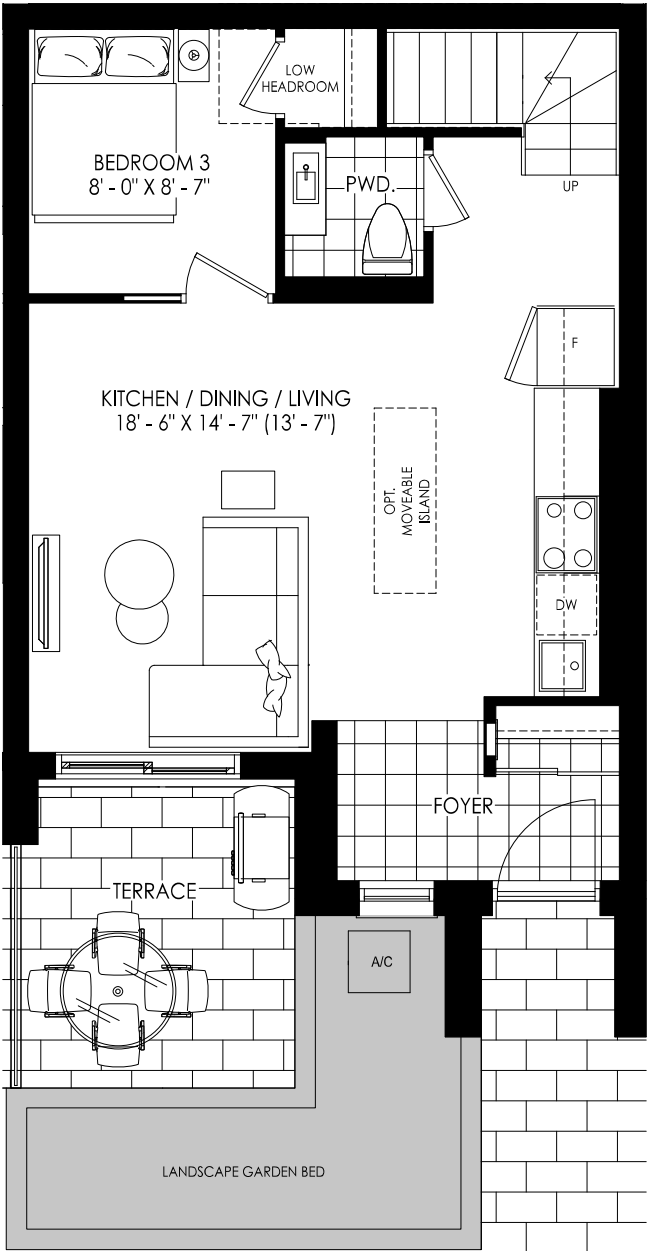 LOW
HEADROOM
BEDROOM 3
8' - 0" X 8' - 7"
PWD.
UP
F
KITCHEN / DINING / LIVING
18' - 6" X 14' - 7" (13' - 7")
OPT.
MOVEABLE
ISLAND
DW
FOYER
TERRACE
A/C
LANDSCAPE GARDEN BED